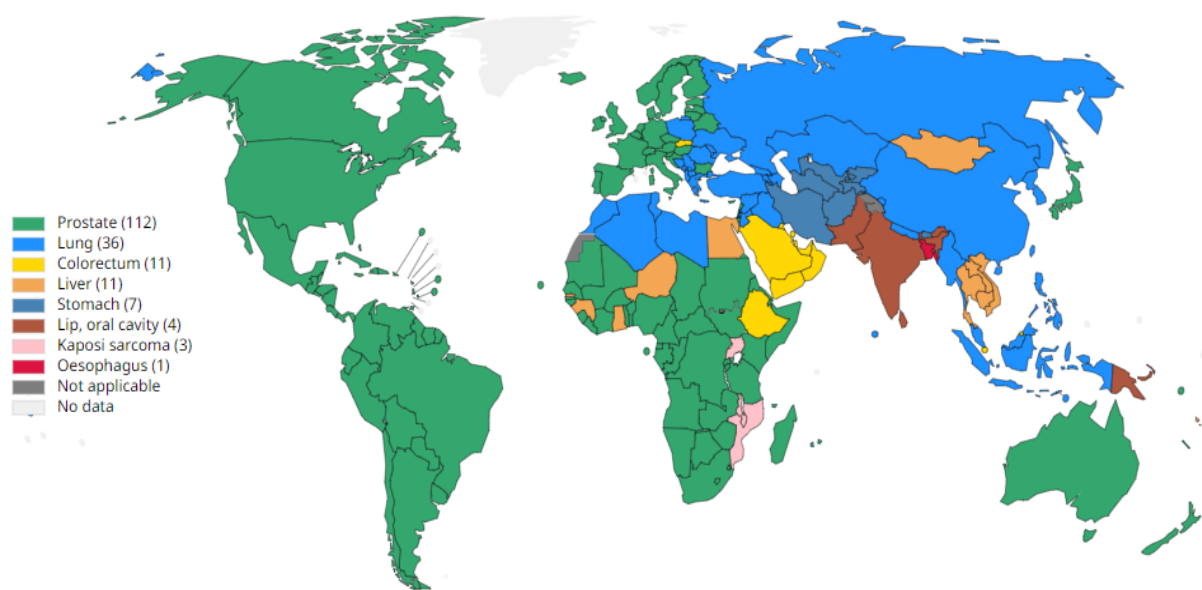 Prostate (112)
Lung (36)
Colorectum (11)
Liver (11)
Stomach (7)
Lip, oral cavity (4)
Kaposi sarcoma (3)
Oesophagus (1)
Not applicable
No data